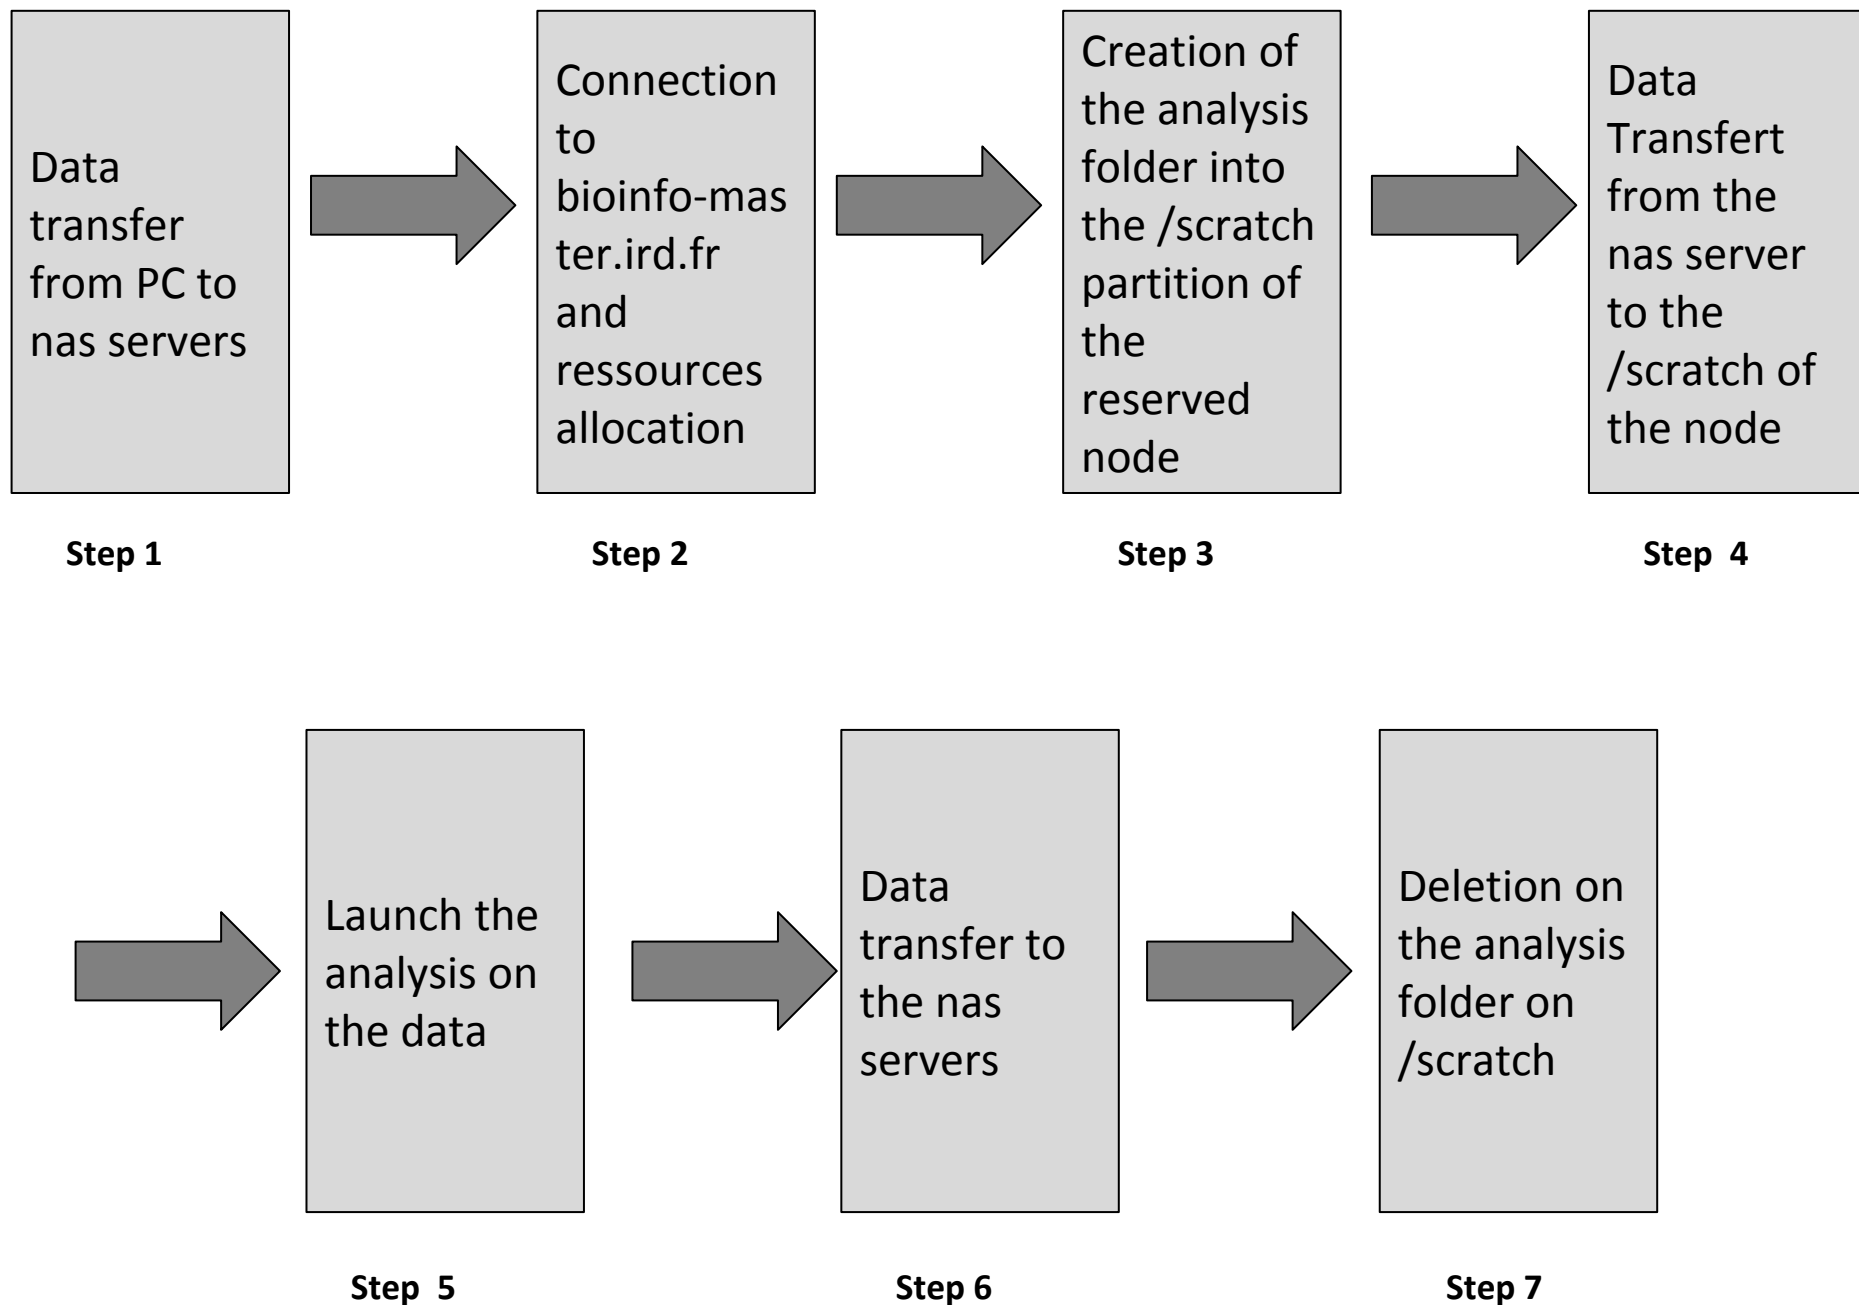 Data
transfer
from PC to
nas servers
Connection
to
bioinfo-mas
ter.ird.fr
and
ressources
allocation
Creation of
the analysis
folder into
the /scratch
partition of
the
reserved
node
Data
Transfert
from the
nas server
to the
/scratch of
the node
Step 1
Step 2
Step 3
Step  4
Launch the
analysis on
the data
Data
transfer to
the nas
servers
Deletion on
the analysis
folder on
/scratch
Step  5
Step 6
Step 7